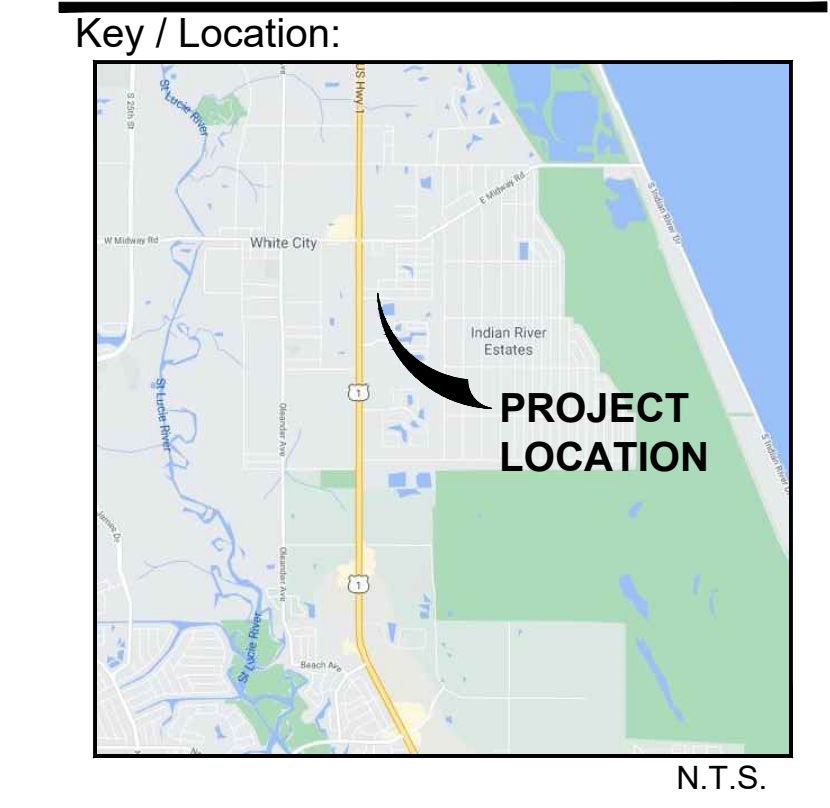 Key / Location:
St Lucie River
S 25th St
US Hwy 1
E Midway Rd
S Indian River Dr
W Midway Rd
White City
Indian River
Estates
1
PROJECT
LOCATION
St Lucie River
Oleander Ave
S Indian River Dr
James Dr
Oleander Ave
1
St Lucie River
Beach Ave
N.T.S.